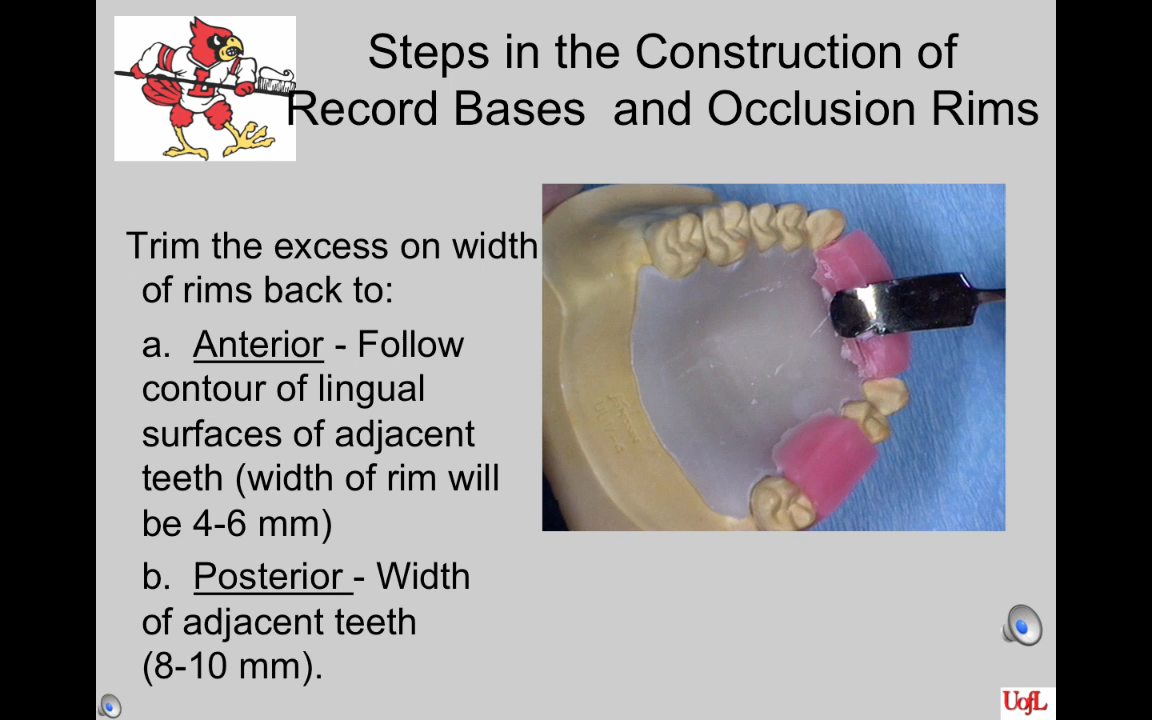 Steps in the Construction of
Record Bases  and Occlusion Rims
Trim the excess on width
of rims back to:
a.  Anterior - Follow
contour of lingual
surfaces of adjacent
teeth (width of rim will
be 4-6 mm)
b.  Posterior - Width
of adjacent teeth
(8-10 mm).
UofL